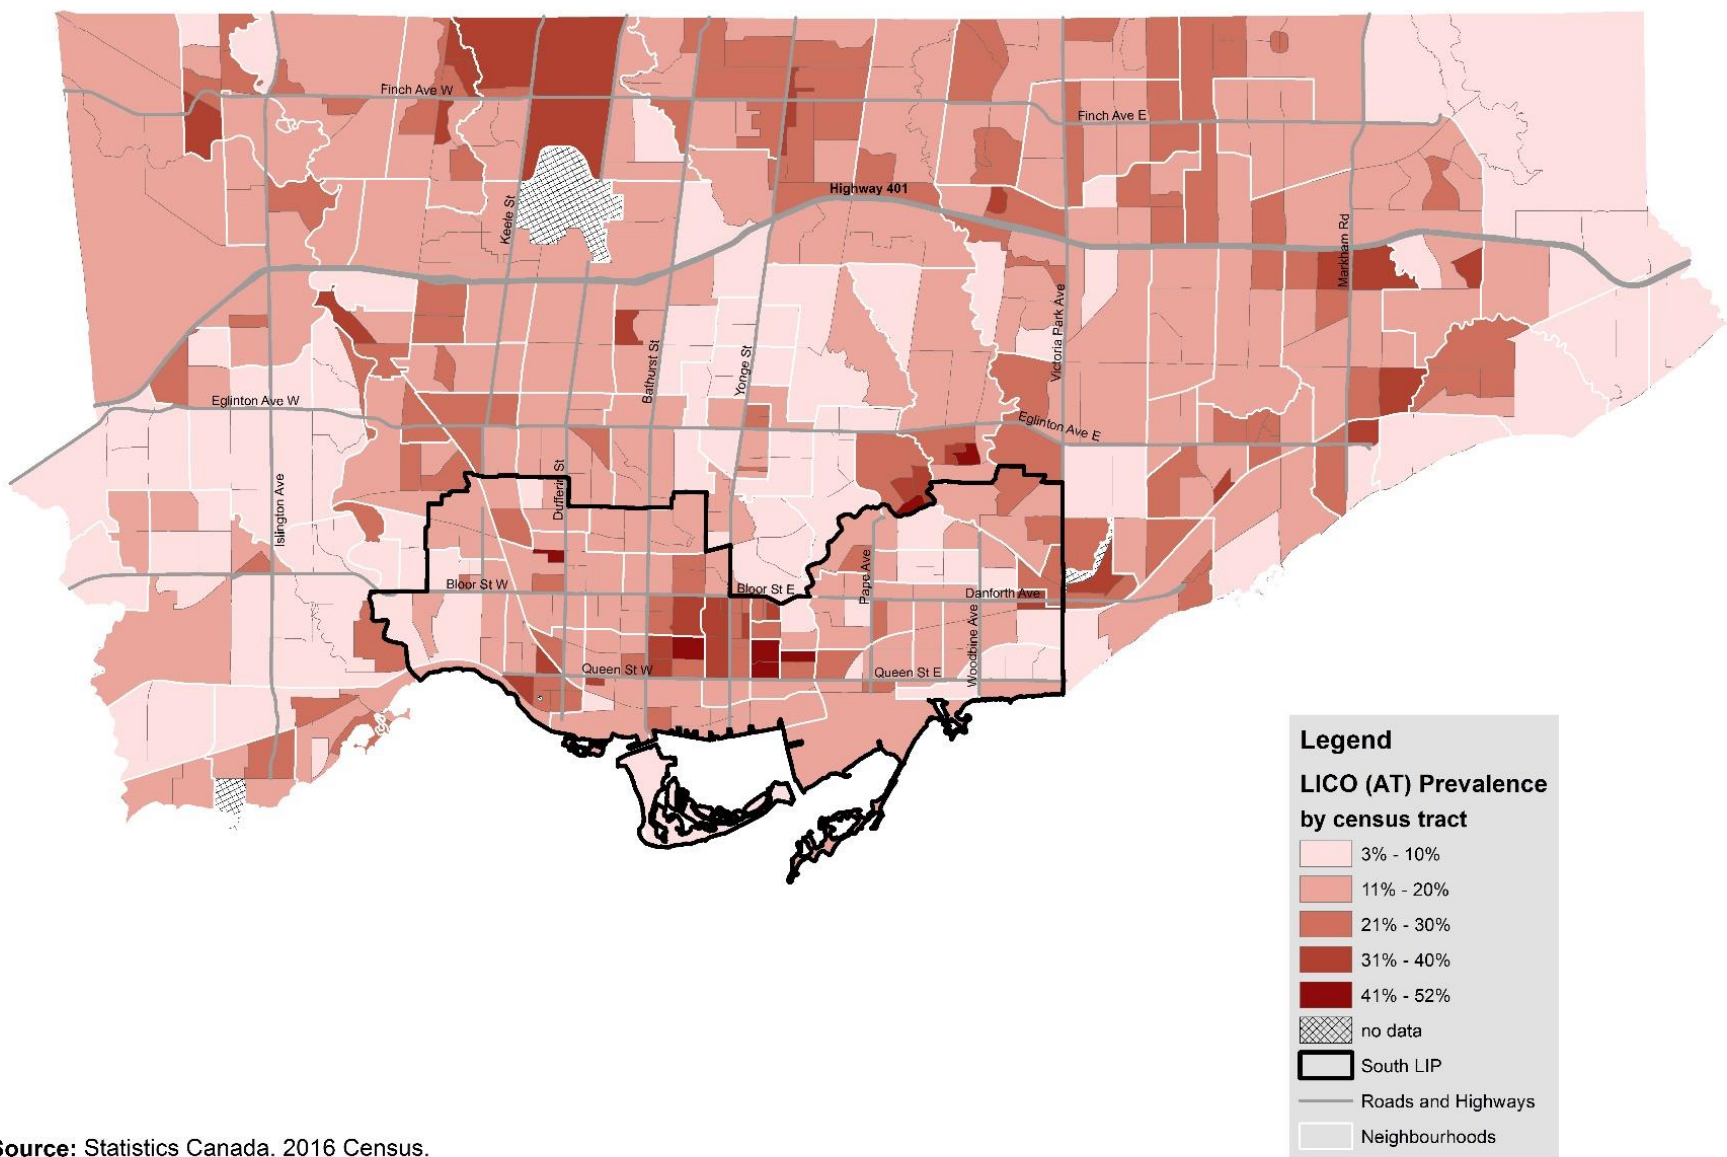 Finch Ave W
Finch Ave E
Highway 401
Keele St
Markham Rd
Victoria Park Ave
Bathurst St
Yonge St
Eglinton Ave W
Eglinton Ave E
Islington Ave
Dufferin St
Bloor St W
Bloor St E
Pape Ave
Danforth Ave
Woodbine Ave
Queen St W
Queen St E
Legend
LICO (AT) Prevalence
by census tract
3% - 10%
11% - 20%
21% - 30%
31% - 40%
41% - 52%
no data
South LIP
Roads and Highways
Neighbourhoods
Source: Statistics Canada. 2016 Census.